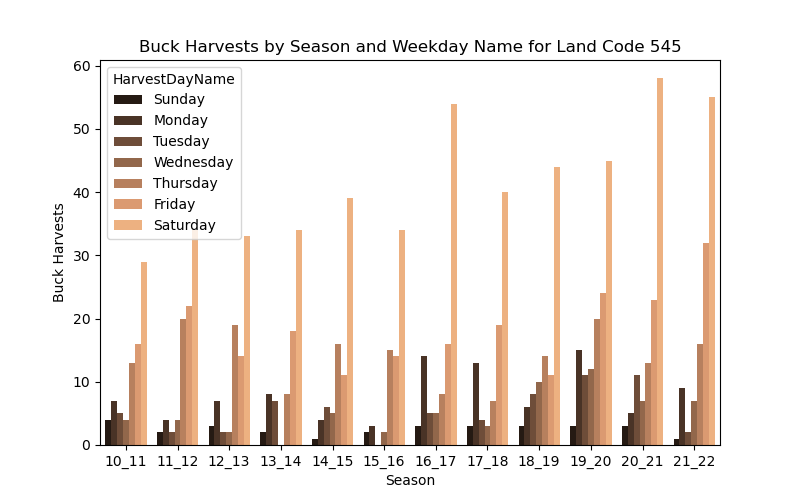 Buck Harvests by Season and Weekday Name for Land Code 545
60
50
40
30
20
10
0
Buck Harvests
HarvestDayName
Sunday
Monday
Tuesday
Wednesday
Thursday
Friday
Saturday
10_11 11_12 12_13 13_14 14_15 15_16 16_17 17_18 18_19 19_20 20_21 21_22
Season